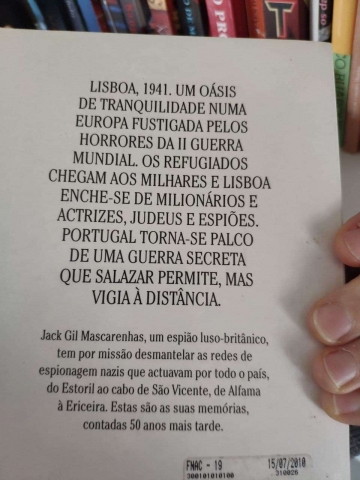 LISBOA, 1941. UM OÁSIS
DE TRANQUILIDADE NUMA
EUROPA FUSTIGADA PELOS
HORRORES DA II GUERRA
MUNDIAL. OS REFUGIADOS
CHEGAM AOS MILHARES E LISBOA
ENCHE-SE DE MILIONÁRIOS E
ACTRIZES, JUDEUS E ESPIÕES.
PORTUGAL TORNA-SE PALCO
DE UMA GUERRA SECRETA
QUE SALAZAR PERMITE, MAS
VIGIA À DISTÂNCIA.
Jack Gil Mascarenhas, um espião luso-britânico,
tem por missão desmantelar as redes de
espionagem nazis que actuavam por todo o país,
do Estoril ao cabo de São Vicente, de Alfama
à Ericeira. Estas são as suas memórias,
contadas 50 anos mais tarde.
FNAC - 19 15/07/2010
300101010100 310026